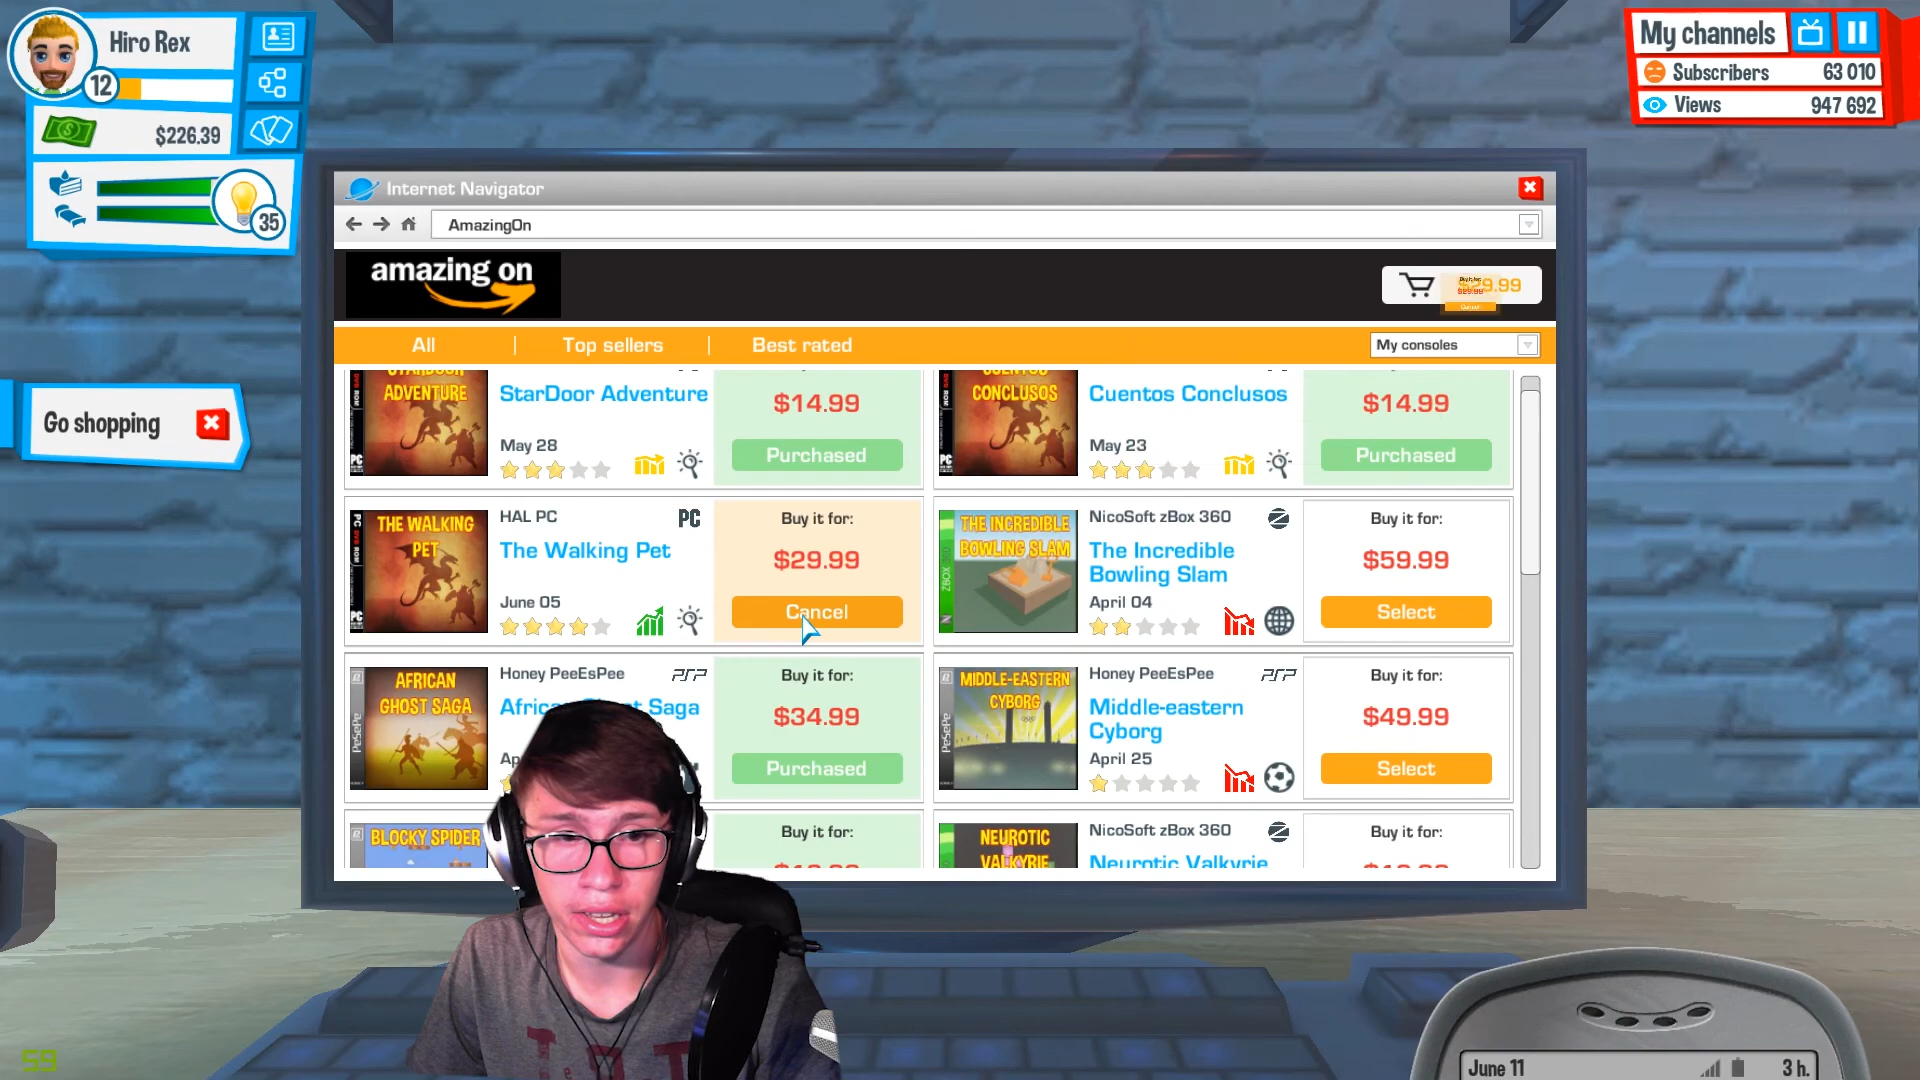 Hiro Rex
12
$226.39
35
My channels
Subscribers 63 010
Views 947 692
Go shopping
Internet Navigator
AmazingOn
amazing on
$29.99
All
Top sellers
Best rated
My consoles
ADVENTURE
StarDoor Adventure
May 28
$14.99
Purchased
CONCLUSOS
Cuentos Conclusos
May 23
$14.99
Purchased
THE WALKING
PET
HAL PC
PC
The Walking Pet
June 05
Buy it for:
$29.99
Cancel
THE INCREDIBLE
BOWLING SLAM
NicoSoft zBox 360
The Incredible
Bowling Slam
April 04
Buy it for:
$59.99
Select
AFRICAN
GHOST SAGA
Honey PeeEsPee
PSP
Buy it for:
$34.99
Purchased
MIDDLE-EASTERN
CYBORG
Honey PeeEsPee
PSP
Middle-eastern
Cyborg
April 25
Buy it for:
$49.99
Select
BLOCKY SPIDER
Buy it for:
NEUROTIC
VALKYRIE
NicoSoft zBox 360
Neurotic Valkyrie
Buy it for:
June 11
3 h.
59